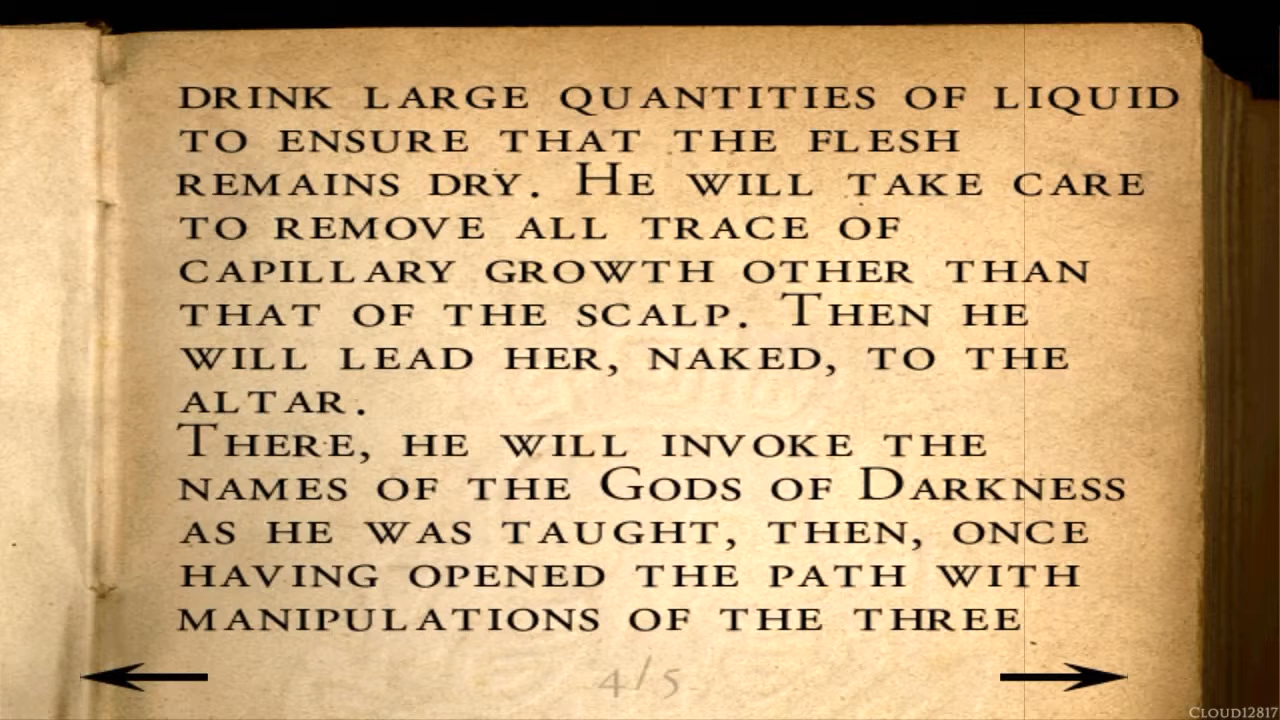 DRINK LARGE QUANTITIES OF LIQUID
TO ENSURE THAT THE FLESH
REMAINS DRY. HE WILL TAKE CARE
TO REMOVE ALL TRACE OF
CAPILLARY GROWTH OTHER THAN
THAT OF THE SCALP. THEN HE
WILL LEAD HER, NAKED, TO THE
ALTAR.
THERE, HE WILL INVOKE THE
NAMES OF THE GODS OF DARKNESS
AS HE WAS TAUGHT, THEN, ONCE
HAVING OPENED THE PATH WITH
MANIPULATIONS OF THE THREE
4/5
CLOUD12817